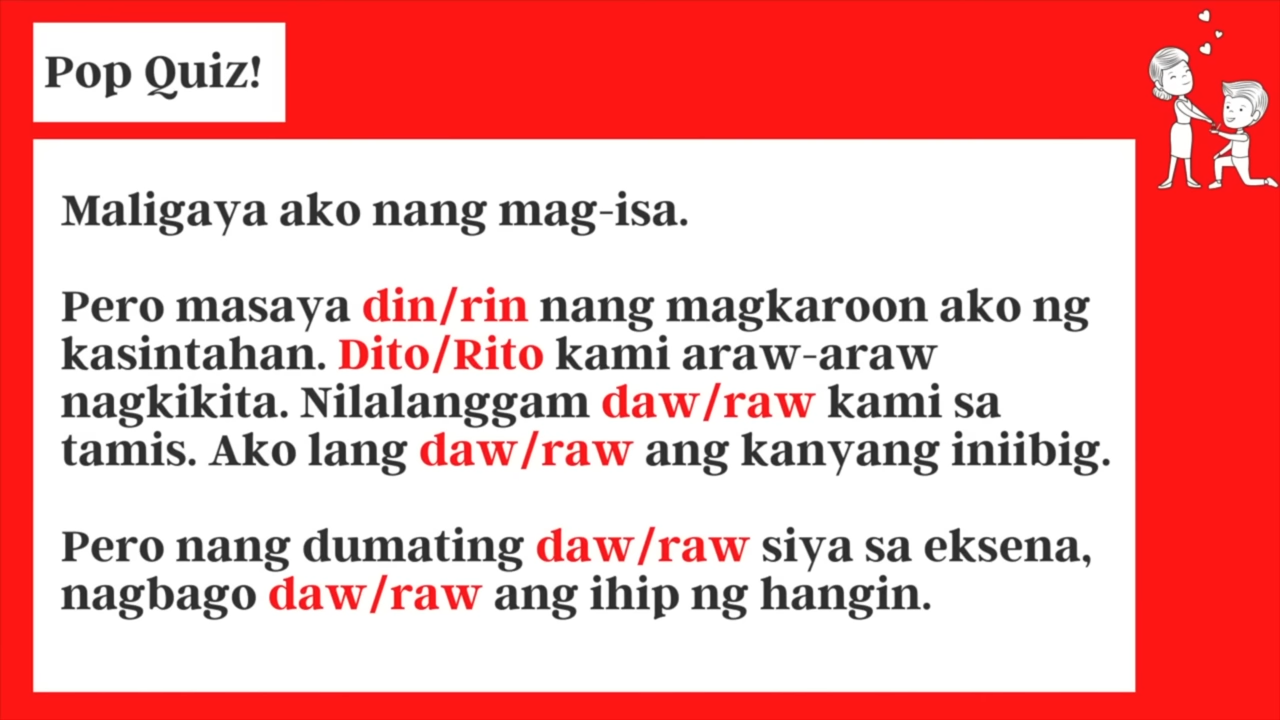 Pop Quiz!
Maligaya ako nang mag-isa.
Pero masaya din/rin nang magkaroon ako ng
kasintahan. Dito/Rito kami araw-araw
nagkikita. Nilalanggam daw/raw kami sa
tamis. Ako lang daw/raw ang kanyang iniibig.
Pero nang dumating daw/raw siya sa eksena,
nagbago daw/raw ang ihip ng hangin.